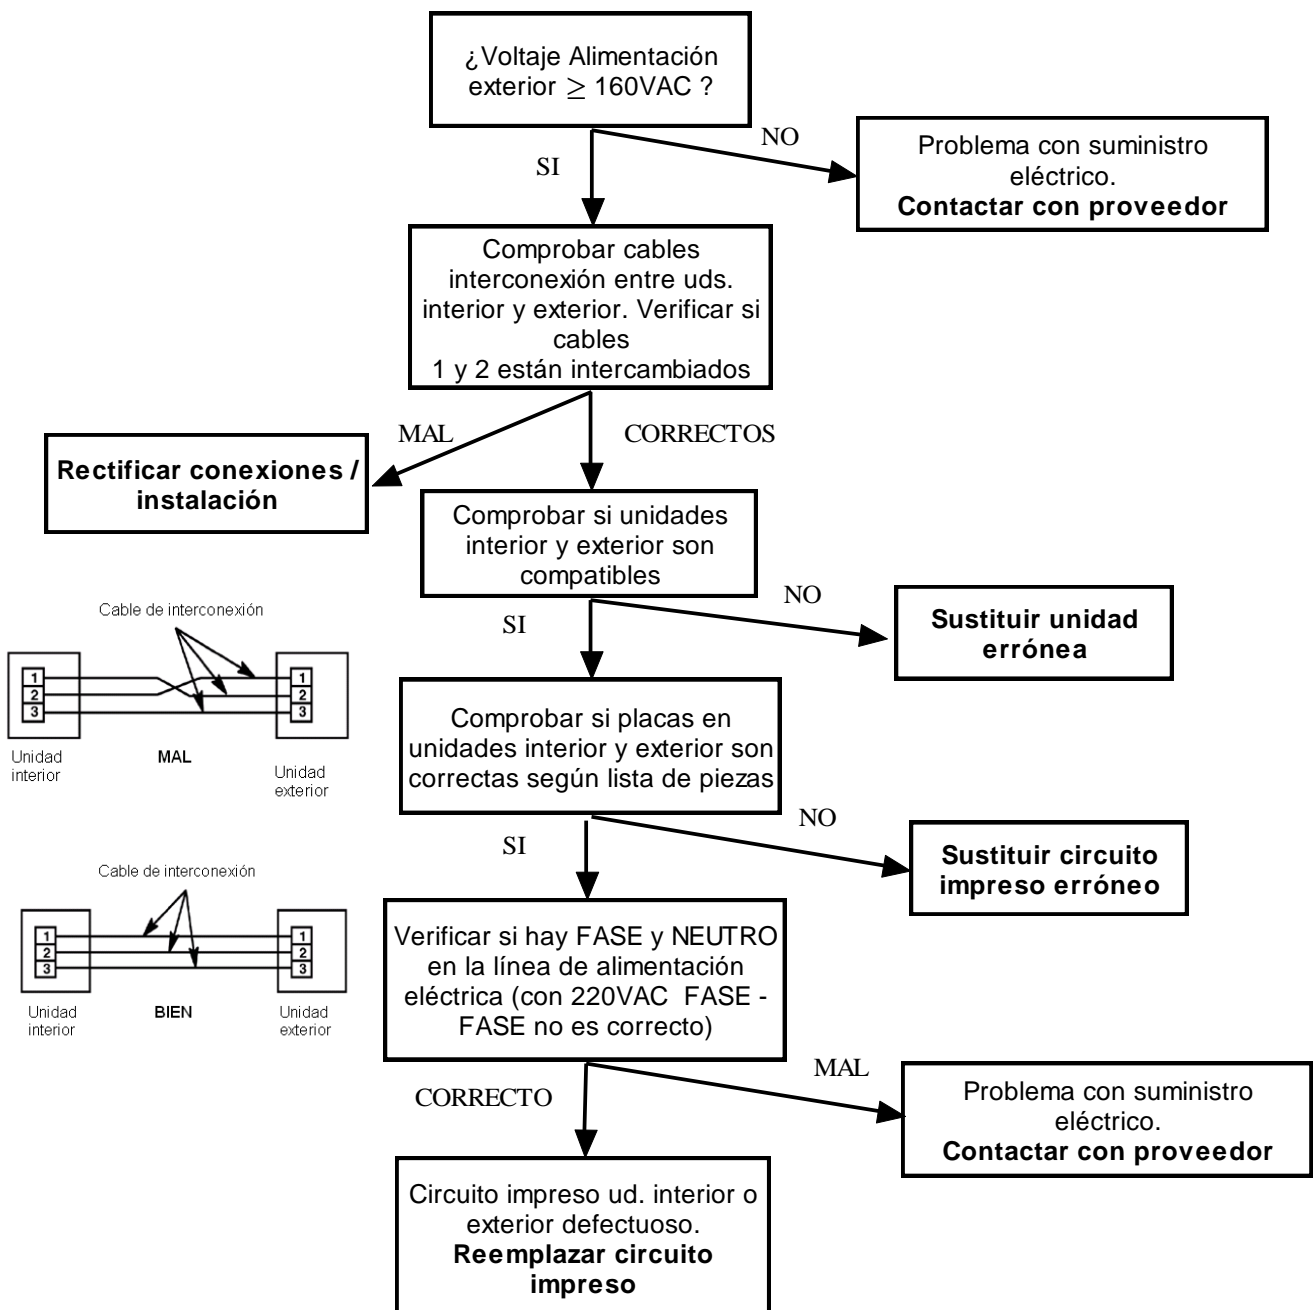 ¿Voltaje Alimentación
exterior ≥ 160VAC ?
NO
SI
Problema con suministro
eléctrico.
Contactar con proveedor
Comprobar cables
interconexión entre uds.
interior y exterior. Verificar si
cables
1 y 2 están intercambiados
MAL
CORRECTOS
Rectificar conexiones /
instalación
Comprobar si unidades
interior y exterior son
compatibles
NO
SI
Sustituir unidad
errónea
Cable de interconexión
1
2
3
1
2
3
Unidad
interior
MAL
Unidad
exterior
Comprobar si placas en
unidades interior y exterior son
correctas según lista de piezas
NO
SI
Sustituir circuito
impreso erróneo
Cable de interconexión
1
2
3
1
2
3
Unidad
interior
BIEN
Unidad
exterior
Verificar si hay FASE y NEUTRO
en la línea de alimentación
eléctrica (con 220VAC FASE -
FASE no es correcto)
MAL
CORRECTO
Problema con suministro
eléctrico.
Contactar con proveedor
Circuito impreso ud. interior o
exterior defectuoso.
Reemplazar circuito
impreso